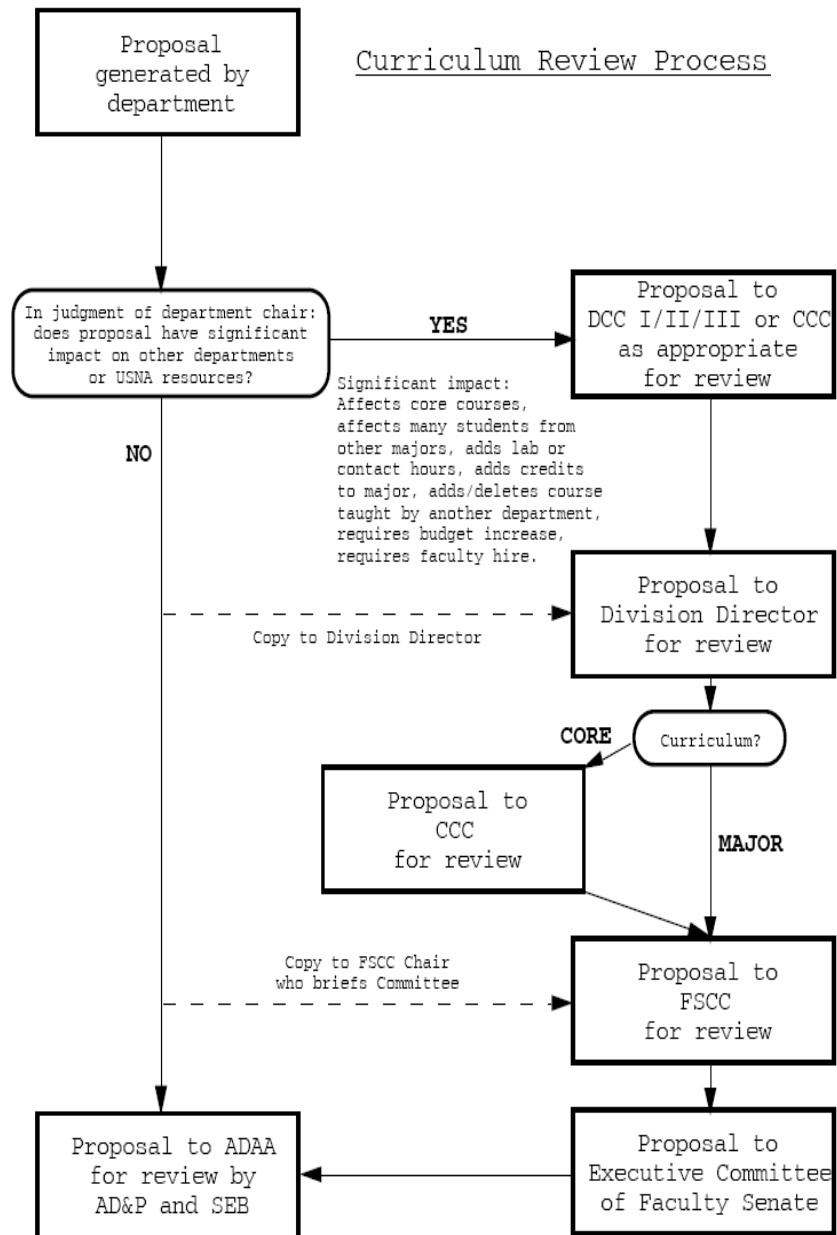 Proposal
generated by
department
Curriculum Review Process
In judgment of department chair:
does proposal have significant
impact on other departments
or USNA resources?
YES
Proposal to
DCC I/II/III or CCC
as appropriate
for review
Significant impact:
Affects core courses,
affects many students from
other majors, adds lab or
contact hours, adds credits
to major, adds/deletes course
taught by another department,
requires budget increase,
requires faculty hire.
NO
Proposal to
Division Director
for review
Copy to Division Director
CORE
Curriculum?
Proposal to
CCC
for review
MAJOR
Copy to FSCC Chair
who briefs Committee
Proposal to
FSCC
for review
Proposal to ADAA
for review by
AD&P and SEB
Proposal to
Executive Committee
of Faculty Senate